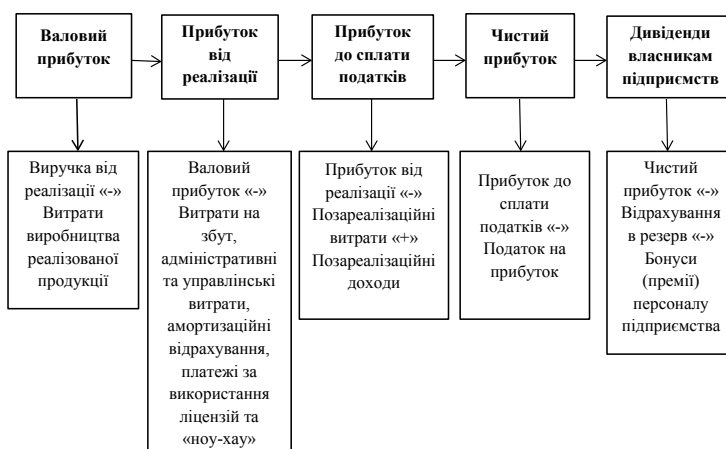 Валовий
прибуток
Прибуток
від
реалізації
Прибуток
до сплати
податків
Чистий
прибуток
Дивіденди
власникам
підприємств
Виручка від
реалізації «-»
Витрати
виробництва
реалізованої
продукції
Валовий
прибуток «-»
Витрати на
збут,
адміністративні
та управлінські
витрати,
амортизаційні
відрахування,
платежі за
використання
ліцензій та
«ноу-хау»
Прибуток від
реалізації «-»
Позареалізаційні
витрати «+»
Позареалізаційні
доходи
Прибуток до
сплати
податків «-»
Податок на
прибуток
Чистий
прибуток «-»
Відрахування
в резерв «-»
Бонуси
(премії)
персоналу
підприємства